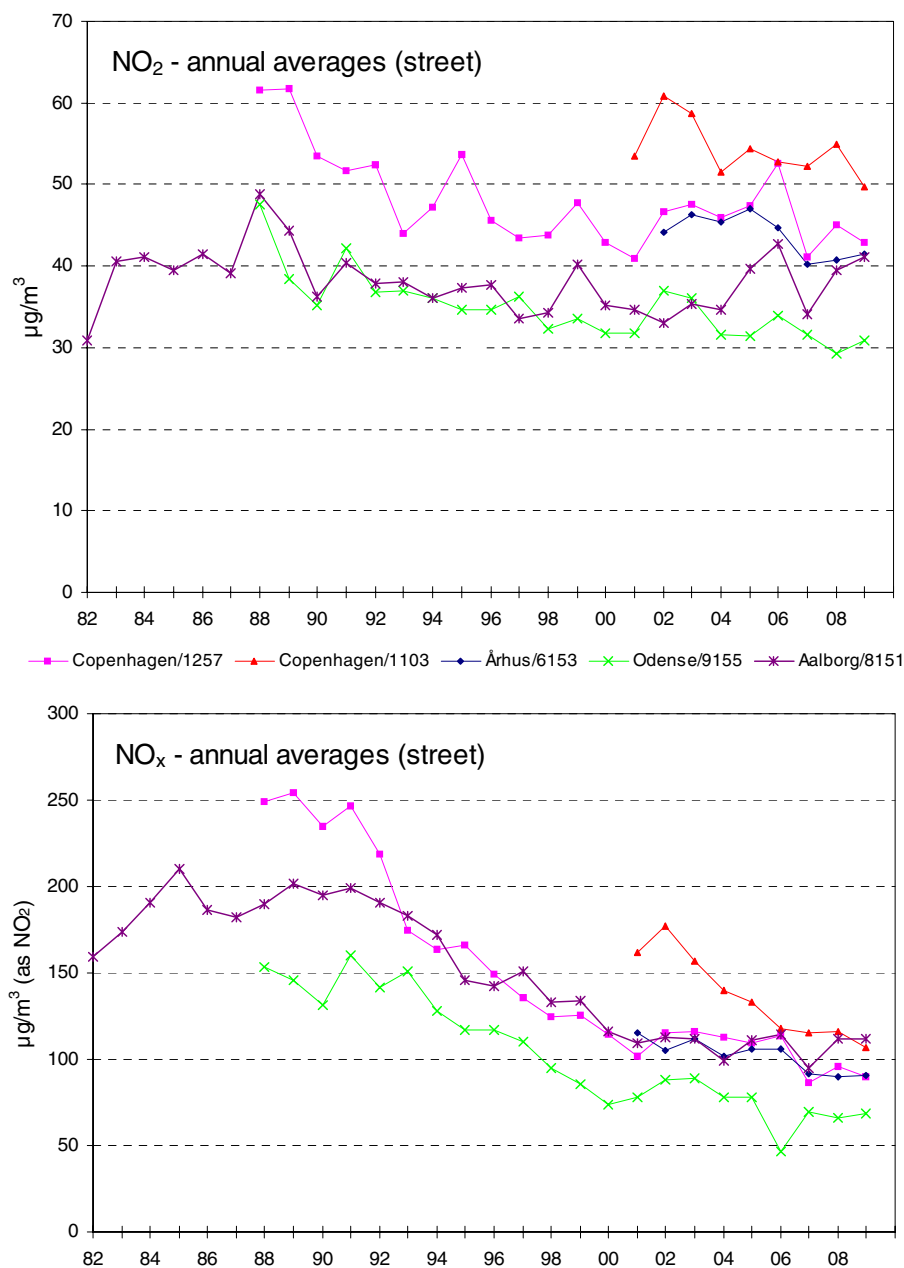 NO₂ - annual averages (street)
70
60
50
40
30
20
10
0
µg/m³
82 84 86 88 90 92 94 96 98 00 02 04 06 08
Copenhagen/1257 Copenhagen/1103 Århus/6153 Odense/9155 Aalborg/8151
NOₓ - annual averages (street)
300
250
200
150
100
50
0
µg/m³ (as NO₂)
82 84 86 88 90 92 94 96 98 00 02 04 06 08